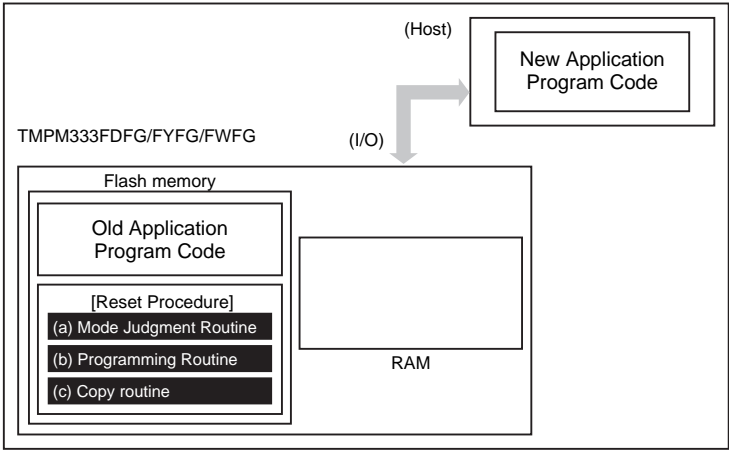 (Host)
New Application
Program Code
TMPM333FDFG/FYFG/FWFG
(I/O)
Flash memory
Old Application
Program Code
[Reset Procedure]
(a) Mode Judgment Routine
(b) Programming Routine
(c) Copy routine
RAM